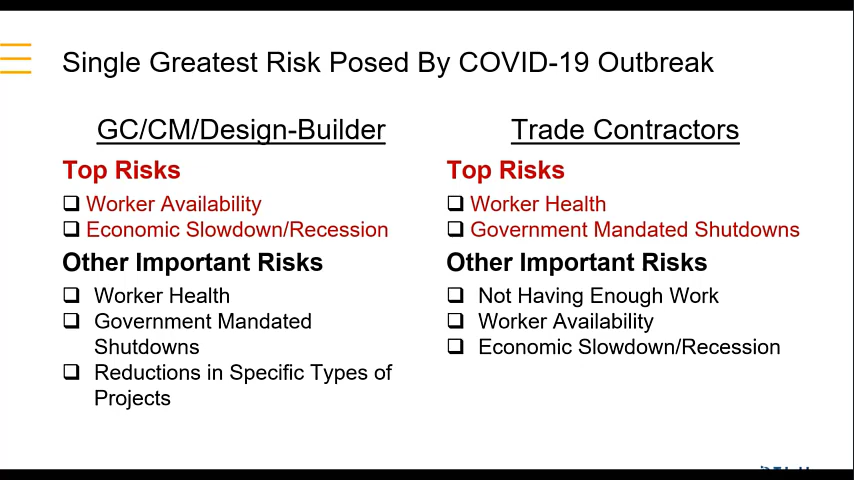 Single Greatest Risk Posed By COVID-19 Outbreak
GC/CM/Design-Builder
Top Risks
Worker Availability
Economic Slowdown/Recession
Other Important Risks
Worker Health
Government Mandated
Shutdowns
Reductions in Specific Types of
Projects
Trade Contractors
Top Risks
Worker Health
Government Mandated Shutdowns
Other Important Risks
Not Having Enough Work
Worker Availability
Economic Slowdown/Recession